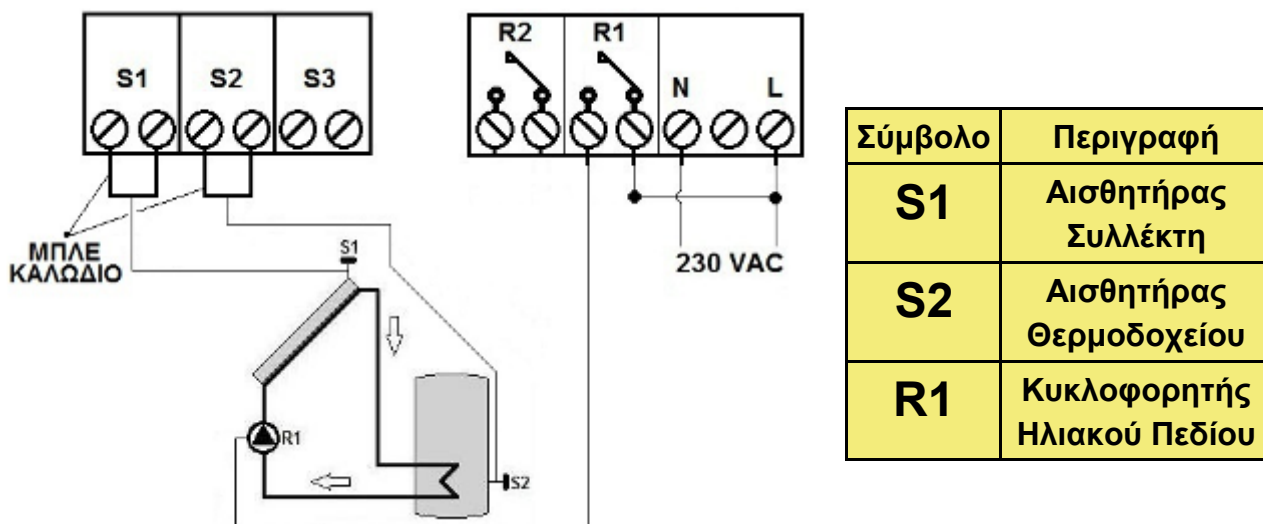 S1 S2 S3
R2 R1 N L
ΜΠΛΕ
ΚΑΛΩΔΙΟ
S1
230 VAC
R1
S2
Σύμβολο Περιγραφή
S1 Αισθητήρας
Συλλέκτη
S2 Αισθητήρας
Θερμοδοχείου
R1 Κυκλοφορητής
Ηλιακού Πεδίου